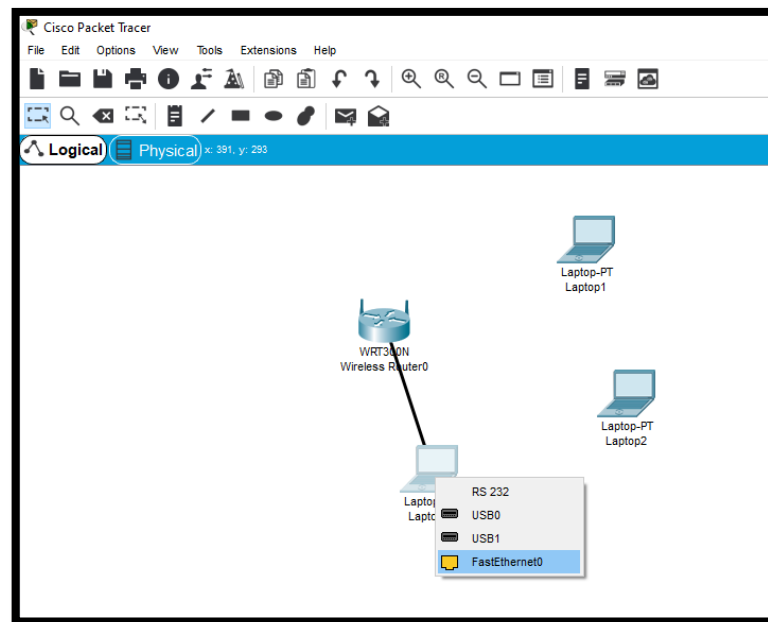 Cisco Packet Tracer
File Edit Options View Tools Extensions Help
Logical Physical x: 391, y: 293
Laptop-PT
Laptop1
WRT300N
Wireless Router0
Laptop-PT
Laptop2
RS 232
USB0
USB1
FastEthernet0